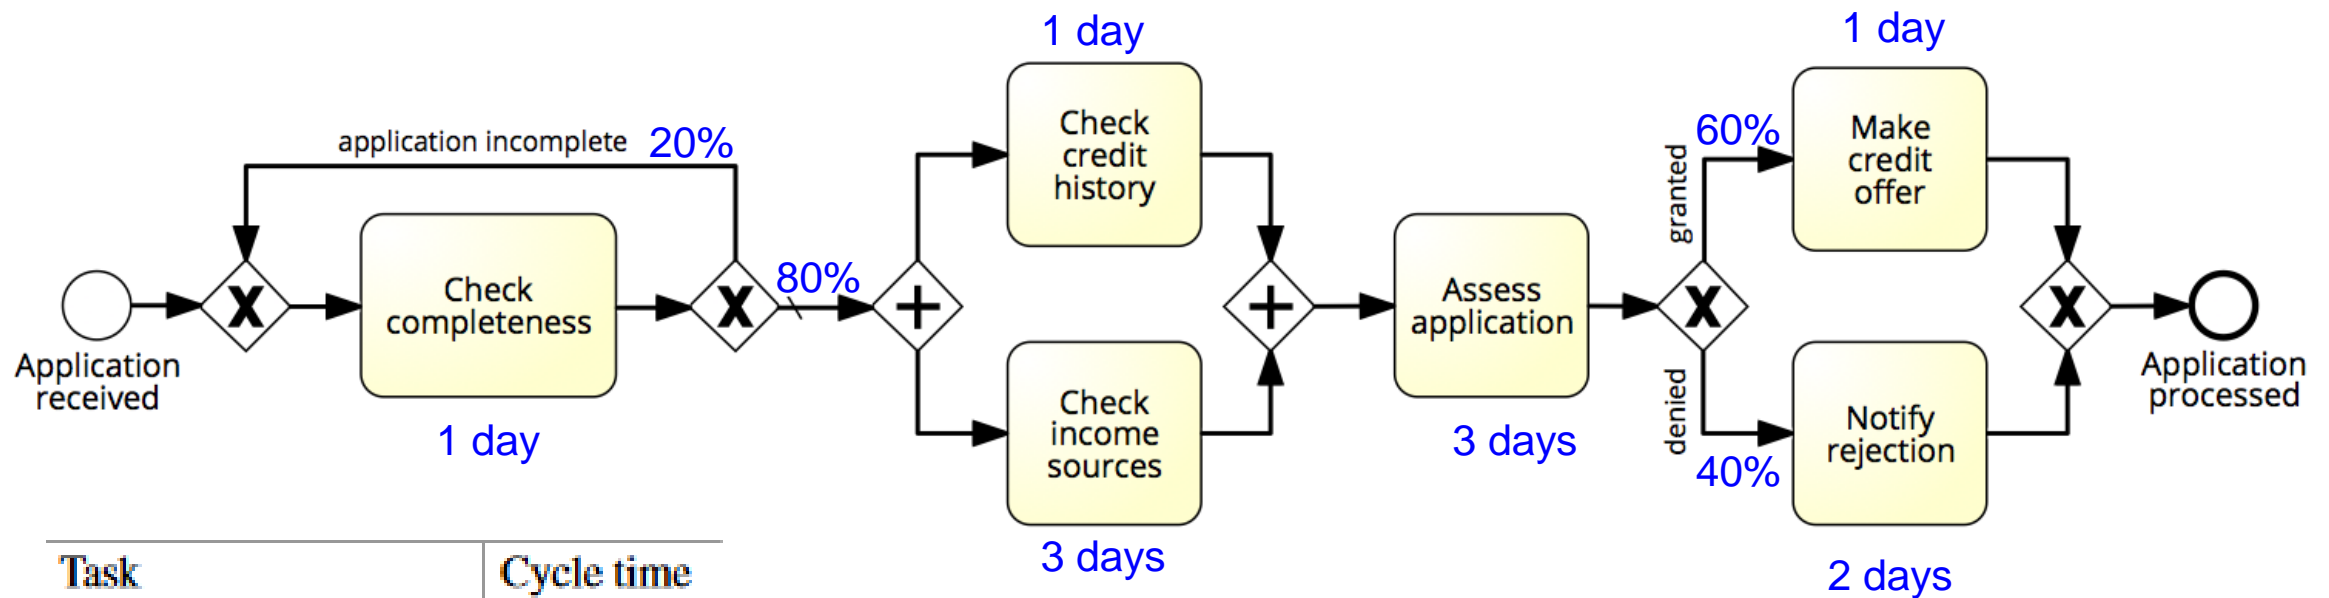 1 day
1 day
application incomplete 20%
Check
credit
history
granted
60%
Make
credit
offer
Application
received
X
Check
completeness
X
80%
+
+
Assess
application
X
X
Application
processed
1 day
Check
income
sources
3 days
denied
40%
Notify
rejection
3 days
2 days
Task
Cycle time